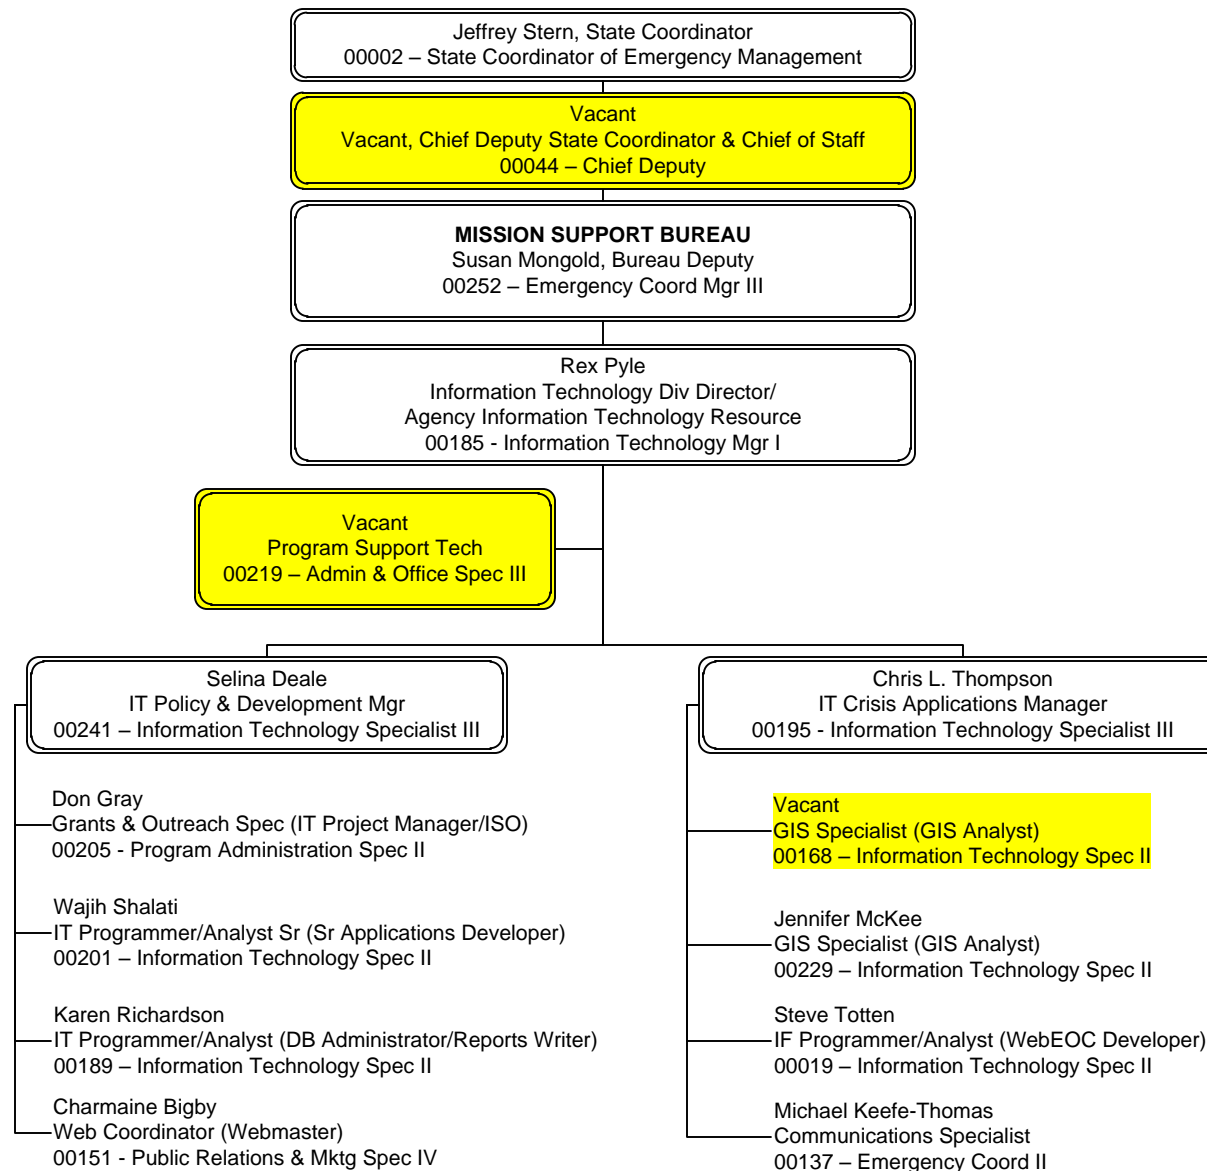 Jeffrey Stern, State Coordinator
00002 – State Coordinator of Emergency Management
Vacant
Vacant, Chief Deputy State Coordinator & Chief of Staff
00044 – Chief Deputy
MISSION SUPPORT BUREAU
Susan Mongold, Bureau Deputy
00252 – Emergency Coord Mgr III
Rex Pyle
Information Technology Div Director/
Agency Information Technology Resource
00185 - Information Technology Mgr I
Vacant
Program Support Tech
00219 – Admin & Office Spec III
Selina Deale
IT Policy & Development Mgr
00241 – Information Technology Specialist III
Don Gray
Grants & Outreach Spec (IT Project Manager/ISO)
00205 - Program Administration Spec II
Wajih Shalati
IT Programmer/Analyst Sr (Sr Applications Developer)
00201 – Information Technology Spec II
Karen Richardson
IT Programmer/Analyst (DB Administrator/Reports Writer)
00189 – Information Technology Spec II
Charmaine Bigby
Web Coordinator (Webmaster)
00151 - Public Relations & Mktg Spec IV
Chris L. Thompson
IT Crisis Applications Manager
00195 - Information Technology Specialist III
Vacant
GIS Specialist (GIS Analyst)
00168 – Information Technology Spec II
Jennifer McKee
GIS Specialist (GIS Analyst)
00229 – Information Technology Spec II
Steve Totten
IF Programmer/Analyst (WebEOC Developer)
00019 – Information Technology Spec II
Michael Keefe-Thomas
Communications Specialist
00137 – Emergency Coord II